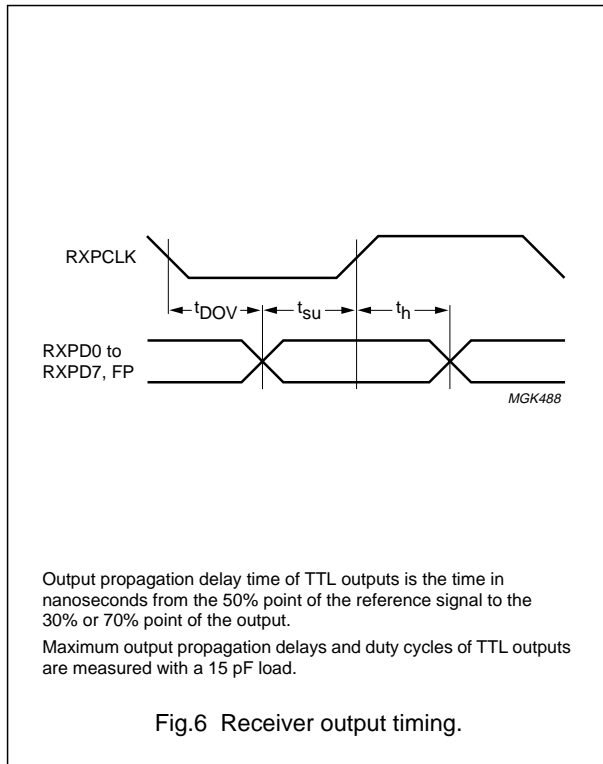 RXPCLK
tDOV tsu th
RXPD0 to
RXPD7, FP
MGK488
Output propagation delay time of TTL outputs is the time in
nanoseconds from the 50% point of the reference signal to the
30% or 70% point of the output.
Maximum output propagation delays and duty cycles of TTL outputs
are measured with a 15 pF load.
Fig.6 Receiver output timing.